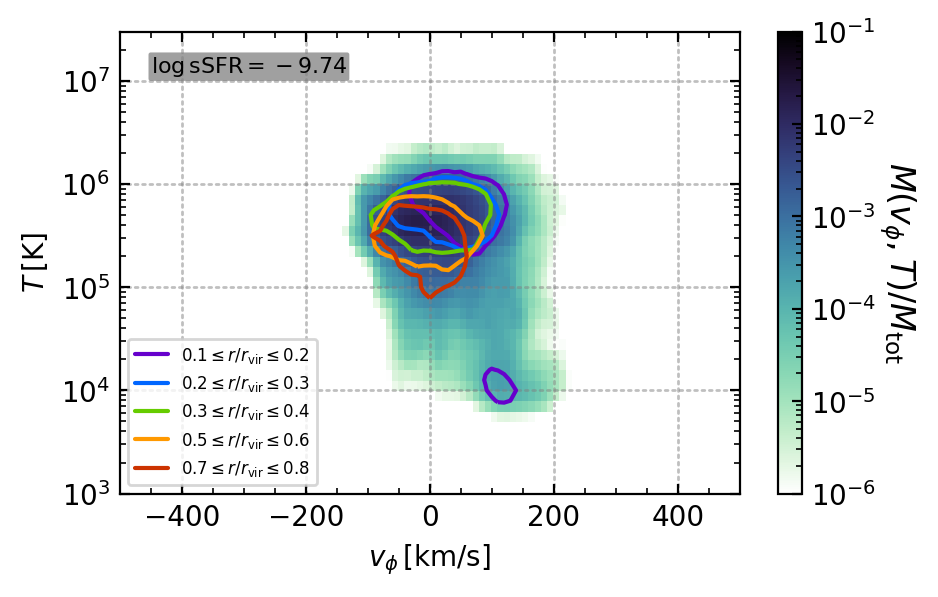 log sSFR = −9.74
10⁷
10⁶
10⁵
10⁴
10³
T [K]
0.1 ≤ r/r_vir ≤ 0.2
0.2 ≤ r/r_vir ≤ 0.3
0.3 ≤ r/r_vir ≤ 0.4
0.5 ≤ r/r_vir ≤ 0.6
0.7 ≤ r/r_vir ≤ 0.8
−400 −200 0 200 400
v_ϕ [km/s]
10⁻¹
10⁻²
10⁻³
10⁻⁴
10⁻⁵
10⁻⁶
M(v_ϕ, T)/M_tot